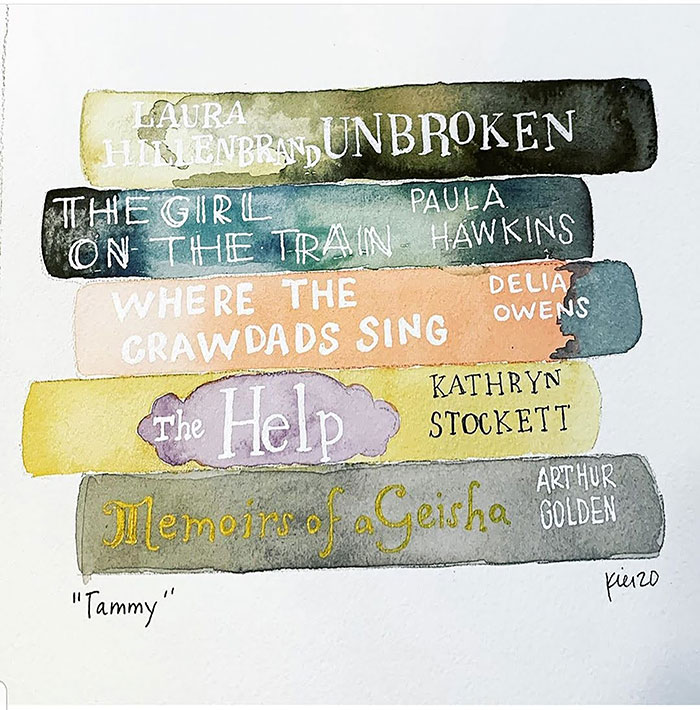 LAURA
HILLENBRAND UNBROKEN
THE GIRL
ON THE TRAIN
PAULA
HAWKINS
WHERE THE
CRAWDADS SING
DELIA
OWENS
The Help
KATHRYN
STOCKETT
Memoirs of a Geisha
ARTHUR
GOLDEN
"Tammy"